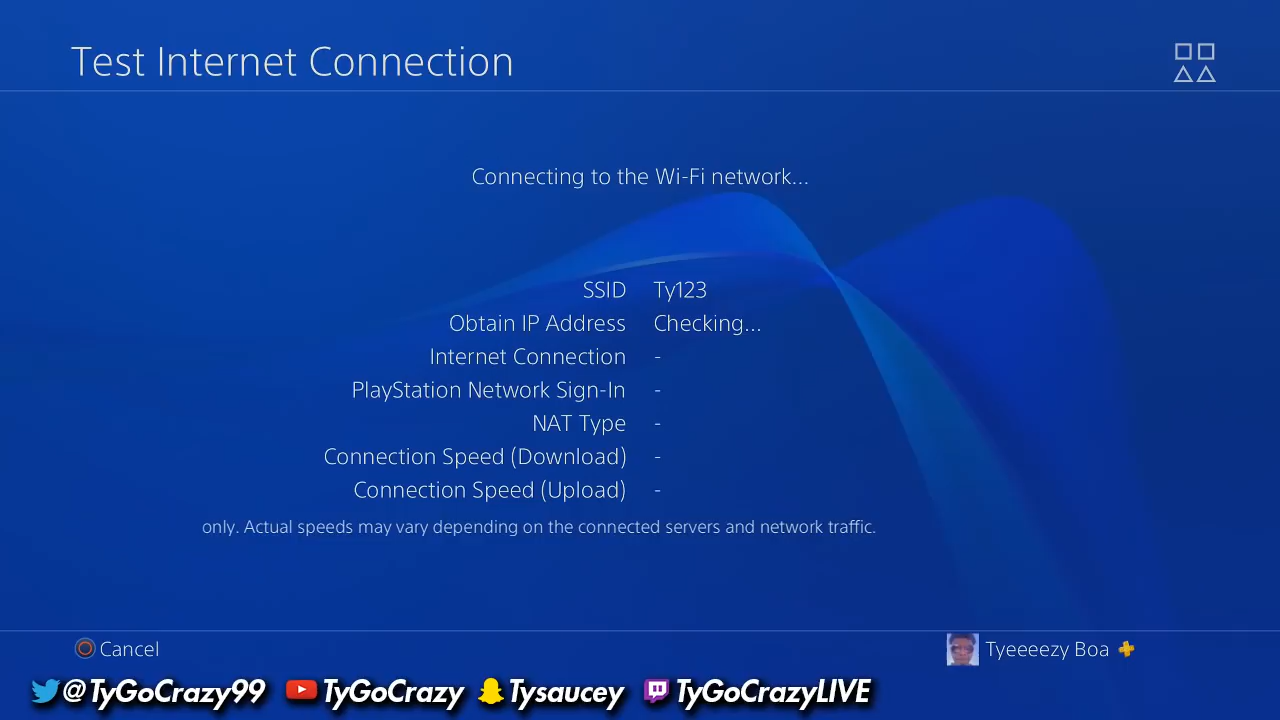 Test Internet Connection
Connecting to the Wi-Fi network...
SSID Ty123
Obtain IP Address Checking...
Internet Connection -
PlayStation Network Sign-In -
NAT Type -
Connection Speed (Download) -
Connection Speed (Upload) -
only. Actual speeds may vary depending on the connected servers and network traffic.
Cancel Tyeeeezy Boa
@TyGoCrazy99 TyGoCrazy Tysaucey TyGoCrazyLIVE